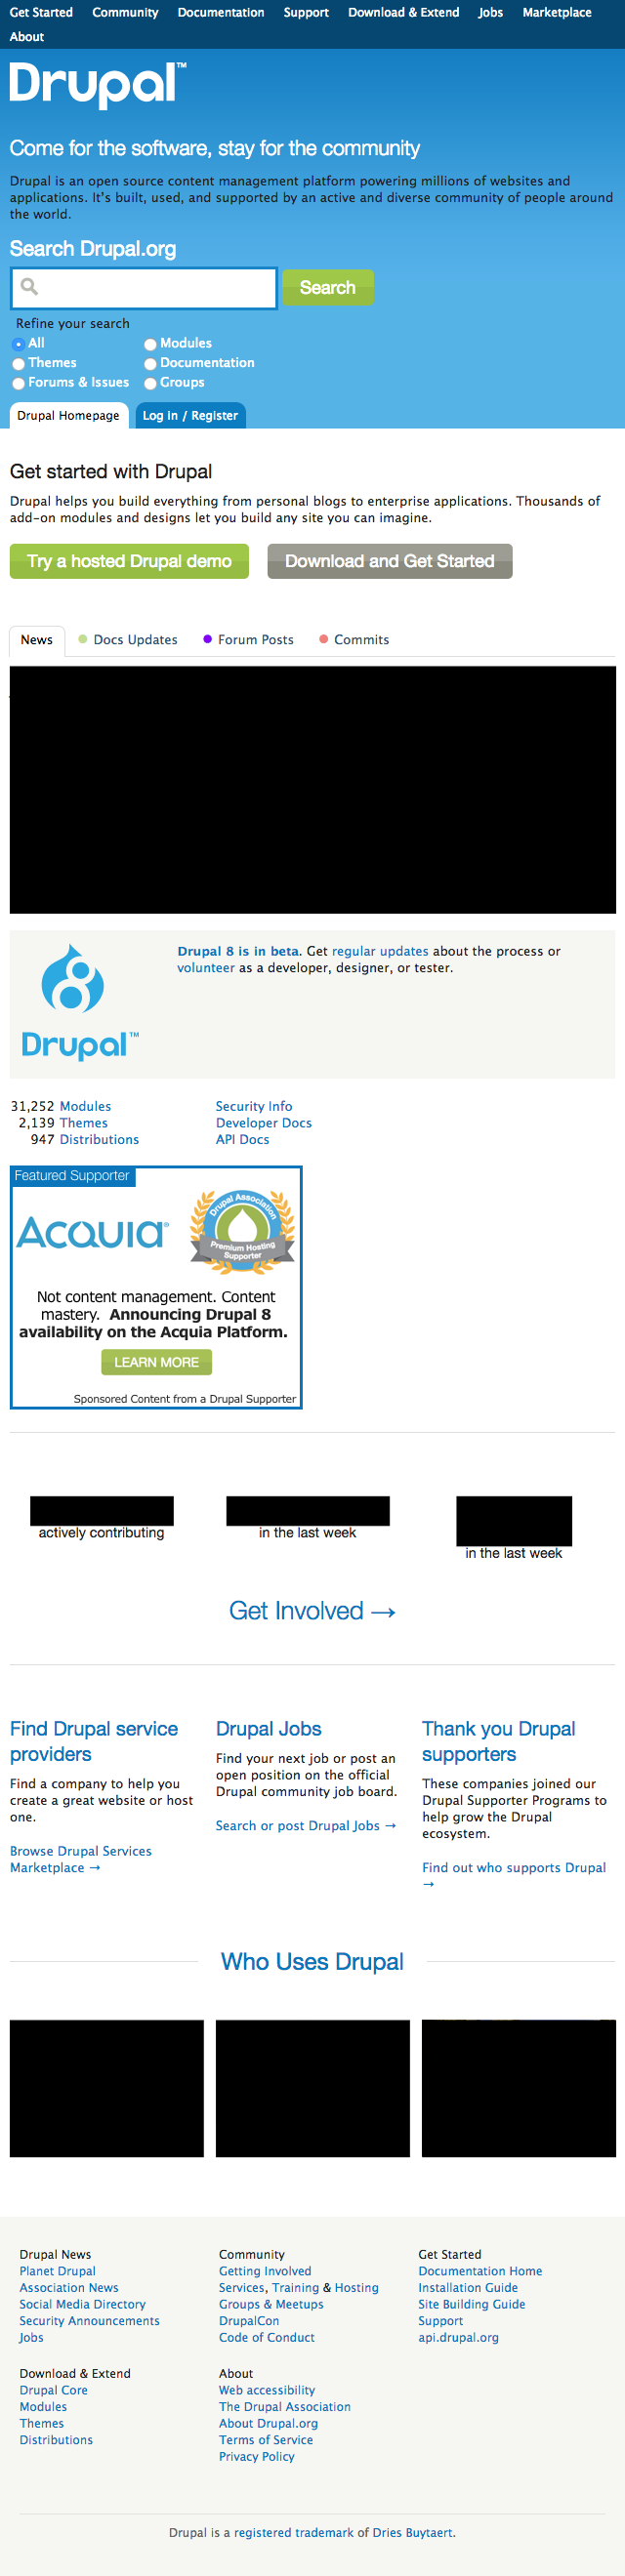 Get Started Community Documentation Support Download & Extend Jobs Marketplace
About
Drupal™
Come for the software, stay for the community
Drupal is an open source content management platform powering millions of websites and
applications. It's built, used, and supported by an active and diverse community of people around
the world.
Search Drupal.org
Search
Refine your search
All Modules
Themes Documentation
Forums & Issues Groups
Drupal Homepage Log in / Register
Get started with Drupal
Drupal helps you build everything from personal blogs to enterprise applications. Thousands of
add-on modules and designs let you build any site you can imagine.
Try a hosted Drupal demo Download and Get Started
News Docs Updates Forum Posts Commits
Drupal 8 is in beta. Get regular updates about the process or
volunteer as a developer, designer, or tester.
Drupal™
31,252 Modules Security Info
2,139 Themes Developer Docs
947 Distributions API Docs
Featured Supporter
Acquia®
Drupal Association
Premium Hosting
Supporter
Not content management. Content
mastery. Announcing Drupal 8
availability on the Acquia Platform.
LEARN MORE
Sponsored Content from a Drupal Supporter
actively contributing in the last week
in the last week
Get Involved →
Find Drupal service
providers
Find a company to help you
create a great website or host
one.
Browse Drupal Services
Marketplace →
Drupal Jobs
Find your next job or post an
open position on the official
Drupal community job board.
Search or post Drupal Jobs →
Thank you Drupal
supporters
These companies joined our
Drupal Supporter Programs to
help grow the Drupal
ecosystem.
Find out who supports Drupal
→
Who Uses Drupal
Drupal News
Planet Drupal
Association News
Social Media Directory
Security Announcements
Jobs
Community
Getting Involved
Services, Training & Hosting
Groups & Meetups
DrupalCon
Code of Conduct
Get Started
Documentation Home
Installation Guide
Site Building Guide
Support
api.drupal.org
Download & Extend
Drupal Core
Modules
Themes
Distributions
About
Web accessibility
The Drupal Association
About Drupal.org
Terms of Service
Privacy Policy
Drupal is a registered trademark of Dries Buytaert.